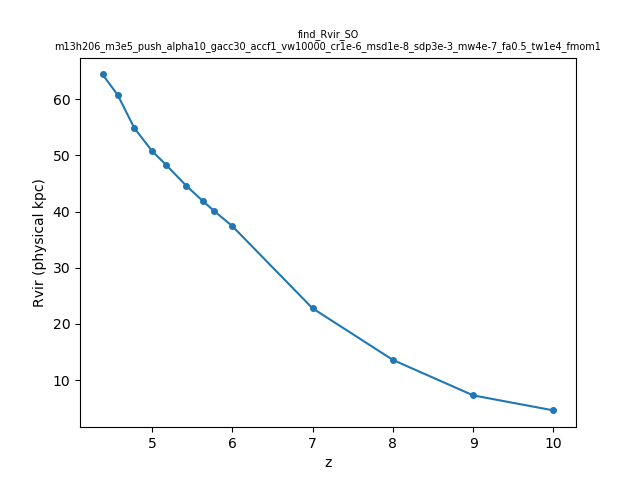 find_Rvir_SO
m13h206_m3e5_push_alpha10_gacc30_accf1_vw10000_cr1e-6_msd1e-8_sdp3e-3_mw4e-7_fa0.5_tw1e4_fmom1
60
50
40
30
20
10
Rvir (physical kpc)
5 6 7 8 9 10
z